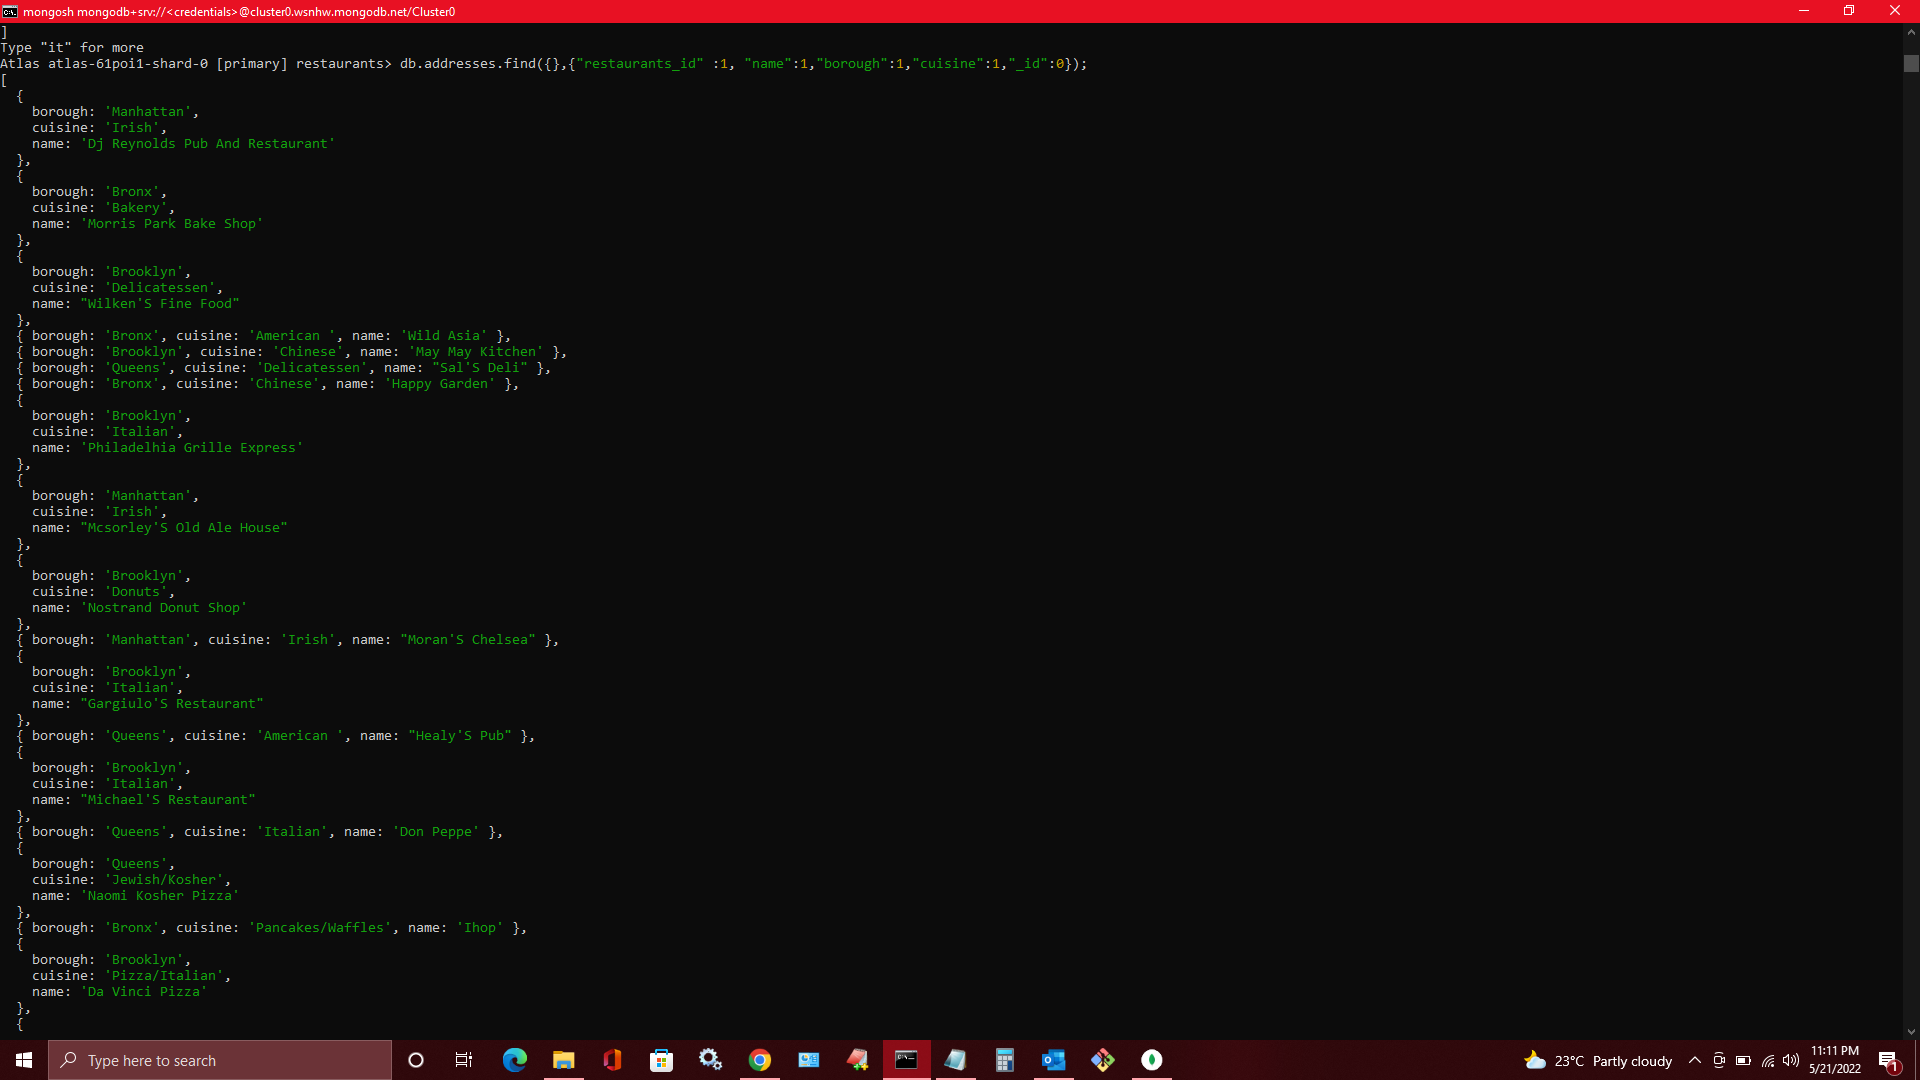 mongosh mongodb+srv://<credentials>@cluster0.wsnhw.mongodb.net/Cluster0
]
Type "it" for more
Atlas atlas-61poi1-shard-0 [primary] restaurants> db.addresses.find({},{"restaurants_id" :1, "name":1,"borough":1,"cuisine":1,"_id":0});
[
  {
    borough: 'Manhattan',
    cuisine: 'Irish',
    name: 'Dj Reynolds Pub And Restaurant'
  },
  {
    borough: 'Bronx',
    cuisine: 'Bakery',
    name: 'Morris Park Bake Shop'
  },
  {
    borough: 'Brooklyn',
    cuisine: 'Delicatessen',
    name: "Wilken'S Fine Food"
  },
  { borough: 'Bronx', cuisine: 'American ', name: 'Wild Asia' },
  { borough: 'Brooklyn', cuisine: 'Chinese', name: 'May May Kitchen' },
  { borough: 'Queens', cuisine: 'Delicatessen', name: "Sal'S Deli" },
  { borough: 'Bronx', cuisine: 'Chinese', name: 'Happy Garden' },
  {
    borough: 'Brooklyn',
    cuisine: 'Italian',
    name: 'Philadelhia Grille Express'
  },
  {
    borough: 'Manhattan',
    cuisine: 'Irish',
    name: "Mcsorley'S Old Ale House"
  },
  {
    borough: 'Brooklyn',
    cuisine: 'Donuts',
    name: 'Nostrand Donut Shop'
  },
  { borough: 'Manhattan', cuisine: 'Irish', name: "Moran'S Chelsea" },
  {
    borough: 'Brooklyn',
    cuisine: 'Italian',
    name: "Gargiulo'S Restaurant"
  },
  { borough: 'Queens', cuisine: 'American ', name: "Healy'S Pub" },
  {
    borough: 'Brooklyn',
    cuisine: 'Italian',
    name: "Michael'S Restaurant"
  },
  { borough: 'Queens', cuisine: 'Italian', name: 'Don Peppe' },
  {
    borough: 'Queens',
    cuisine: 'Jewish/Kosher',
    name: 'Naomi Kosher Pizza'
  },
  { borough: 'Bronx', cuisine: 'Pancakes/Waffles', name: 'Ihop' },
  {
    borough: 'Brooklyn',
    cuisine: 'Pizza/Italian',
    name: 'Da Vinci Pizza'
  },
  {
Type here to search
23°C Partly cloudy
11:11 PM
5/21/2022
1